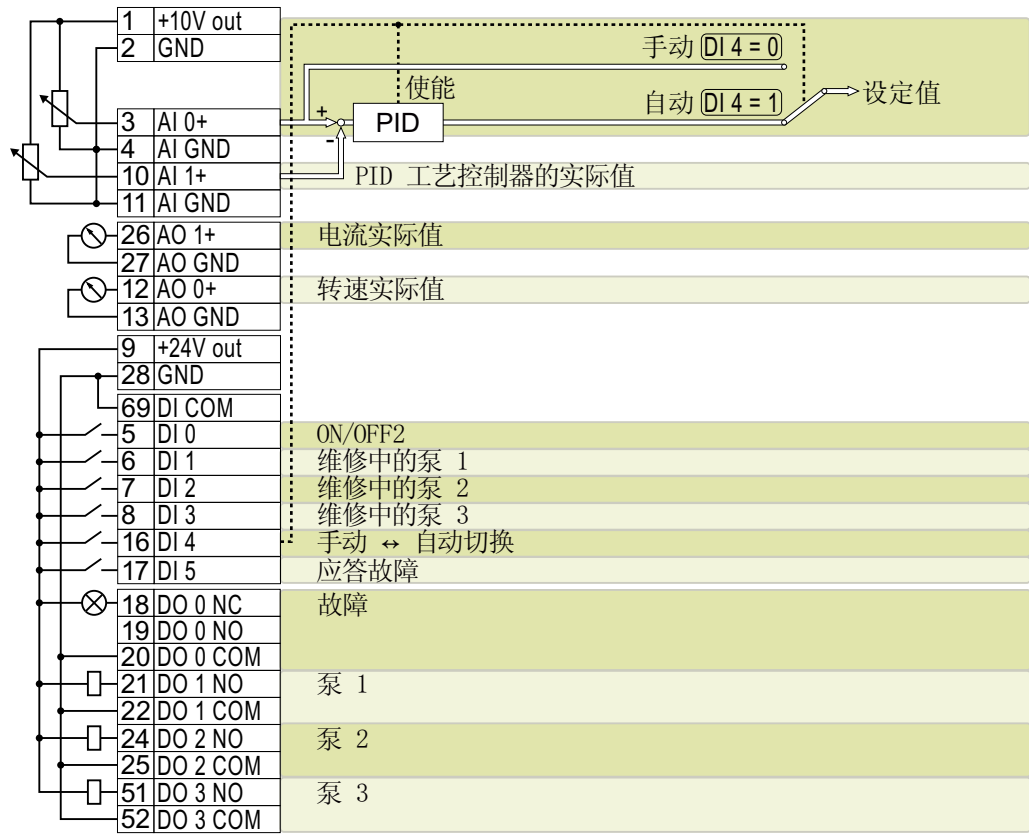 1 +10V out
2 GND
手动 DI 4 = 0
使能
自动 DI 4 = 1
设定值
3 AI 0+
+
PID
4 AI GND
-
10 AI 1+ PID 工艺控制器的实际值
11 AI GND
26 AO 1+ 电流实际值
27 AO GND
12 AO 0+ 转速实际值
13 AO GND
9 +24V out
28 GND
69 DI COM
5 DI 0 ON/OFF2
6 DI 1 维修中的泵 1
7 DI 2 维修中的泵 2
8 DI 3 维修中的泵 3
16 DI 4 手动 ↔ 自动切换
17 DI 5 应答故障
18 DO 0 NC 故障
19 DO 0 NO
20 DO 0 COM
21 DO 1 NO 泵 1
22 DO 1 COM
24 DO 2 NO 泵 2
25 DO 2 COM
51 DO 3 NO 泵 3
52 DO 3 COM